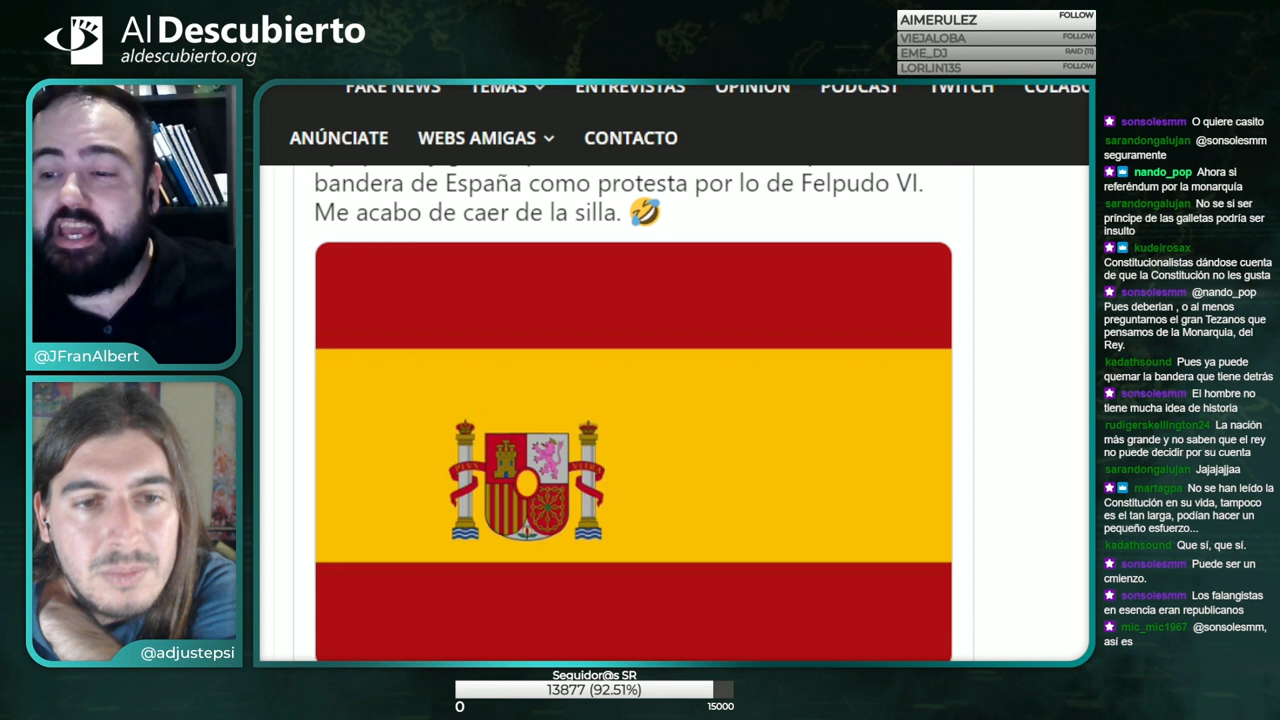 Al Descubierto
aldescubierto.org
AIMERULEZ FOLLOW
VIEJALOBA FOLLOW
EME_DJ RAID (11)
LORLIN135 FOLLOW
FAKE NEWS TEMAS ENTREVISTAS OPINIÓN PODCAST TWITCH COLABO
ANÚNCIATE WEBS AMIGAS CONTACTO
bandera de España como protesta por lo de Felpudo VI.
Me acabo de caer de la silla. 🤣
PLVS VLTRA
@JFranAlbert
@adjustepsi
sonsolesmm O quiere casito
sarandongalujan @sonsolesmm
seguramente
nando_pop Ahora si
referéndum por la monarquía
sarandongalujan No se si ser
príncipe de las galletas podría ser
insulto
kudelrosax
Constitucionalistas dándose cuenta
de que la Constitución no les gusta
sonsolesmm @nando_pop
Pues deberian , o al menos
preguntarnos el gran Tezanos que
pensamos de la Monarquia, del
Rey.
kadathsound Pues ya puede
quemar la bandera que tiene detrás
sonsolesmm El hombre no
tiene mucha idea de historia
rudigerskellington24 La nación
más grande y no saben que el rey
no puede decidir por su cuenta
sarandongalujan Jajajajjaa
martagpa No se han leído la
Constitución en su vida, tampoco
es el tan larga, podían hacer un
pequeño esfuerzo...
kadathsound Que sí, que sí.
sonsolesmm Puede ser un
cmienzo.
sonsolesmm Los falangistas
en esencia eran republicanos
mic_mic1967 @sonsolesmm,
así es
Seguidor@s SR
13877 (92.51%)
0 15000